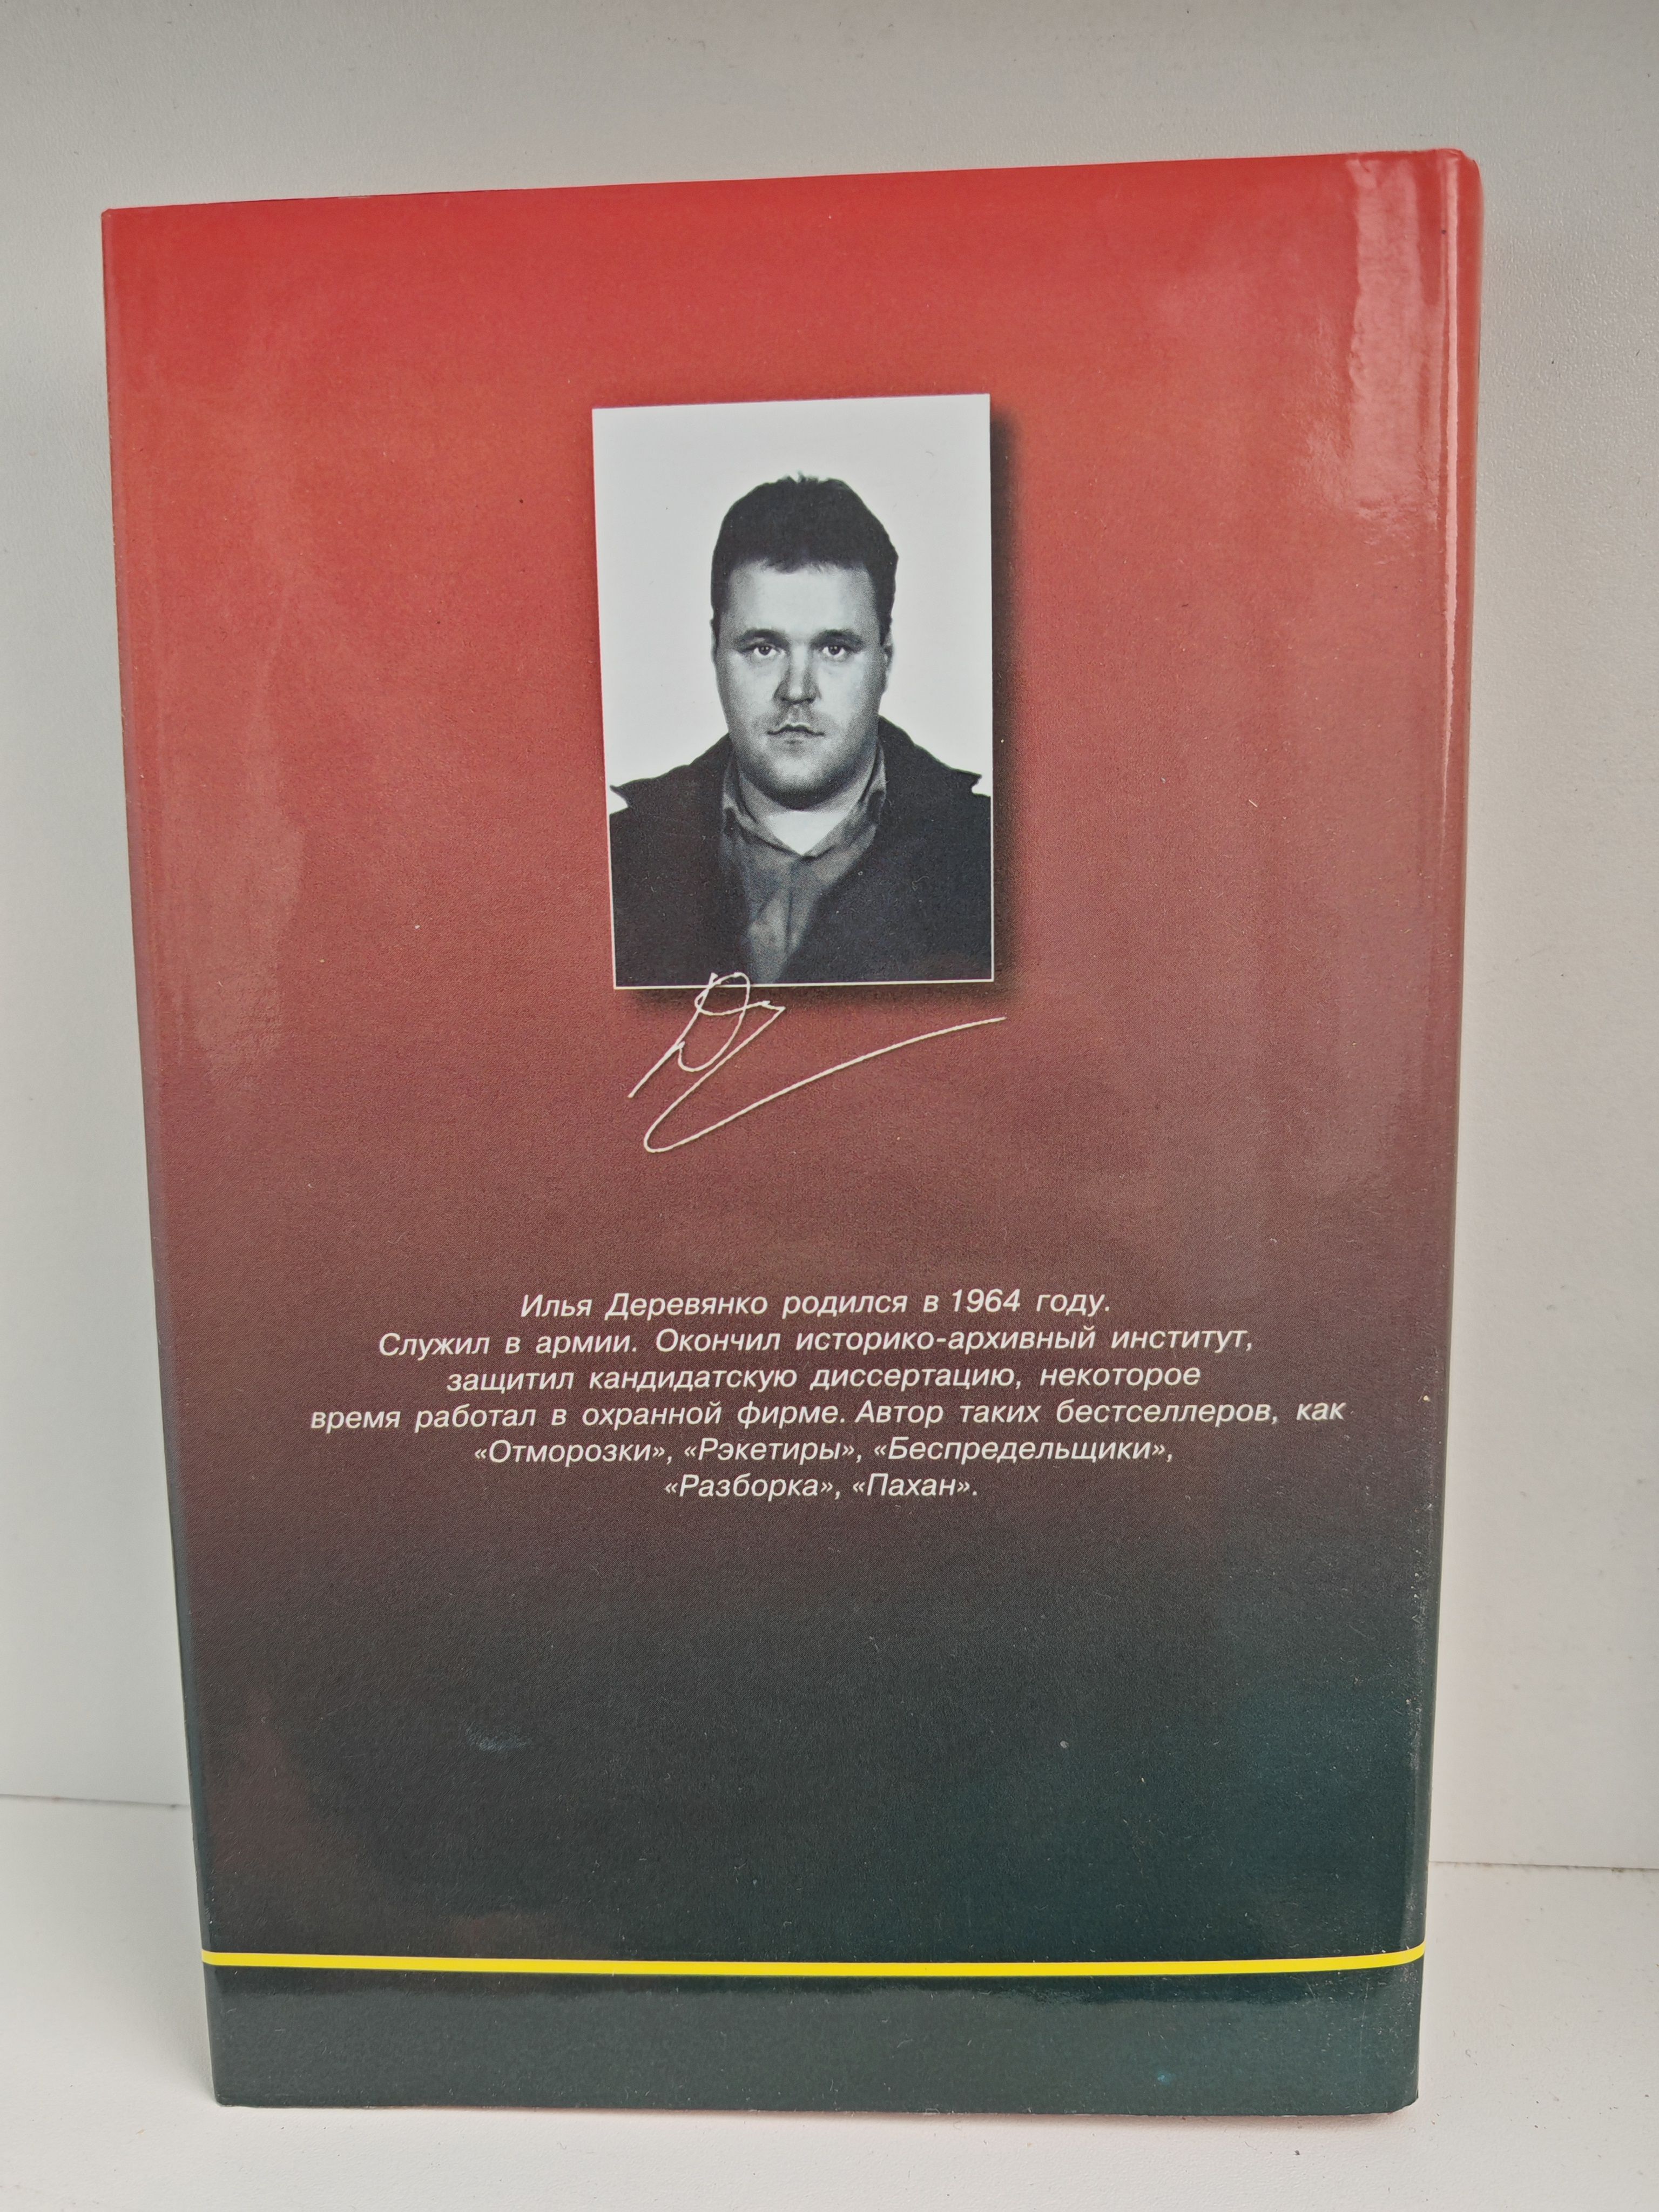 Илья Деревянко родился в 1964 году.
Служил в армии. Окончил историко-архивный институт,
защитил кандидатскую диссертацию, некоторое
время работал в охранной фирме. Автор таких бестселлеров, как
«Отморозки», «Рэкетиры», «Беспредельщики»,
«Разборка», «Пахан».